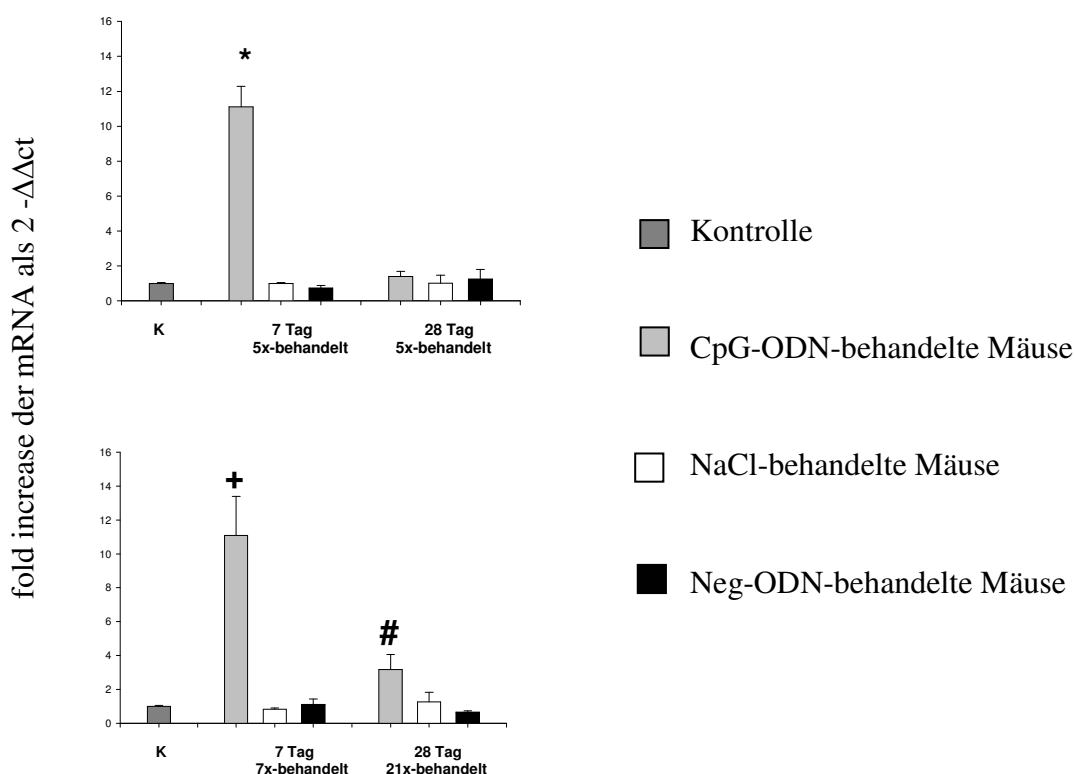 fold increase der mRNA als 2 -ΔΔct
16
14
12
10
8
6
4
2
0
*
K
7 Tag
5x-behandelt
28 Tag
5x-behandelt
16
14
12
10
8
6
4
2
0
+
#
K
7 Tag
7x-behandelt
28 Tag
21x-behandelt
Kontrolle
CpG-ODN-behandelte Mäuse
NaCl-behandelte Mäuse
Neg-ODN-behandelte Mäuse